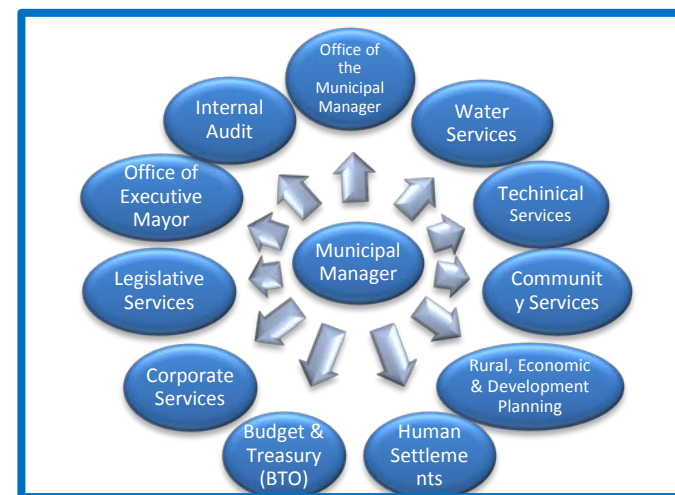 Office of
the
Municipal
Manager
Water
Services
Techinical
Services
Communit
y Services
Rural, Economic
& Development
Planning
Human
Settleme
nts
Budget &
Treasury
(BTO)
Corporate
Services
Legislative
Services
Office of
Executive
Mayor
Internal
Audit
Municipal
Manager